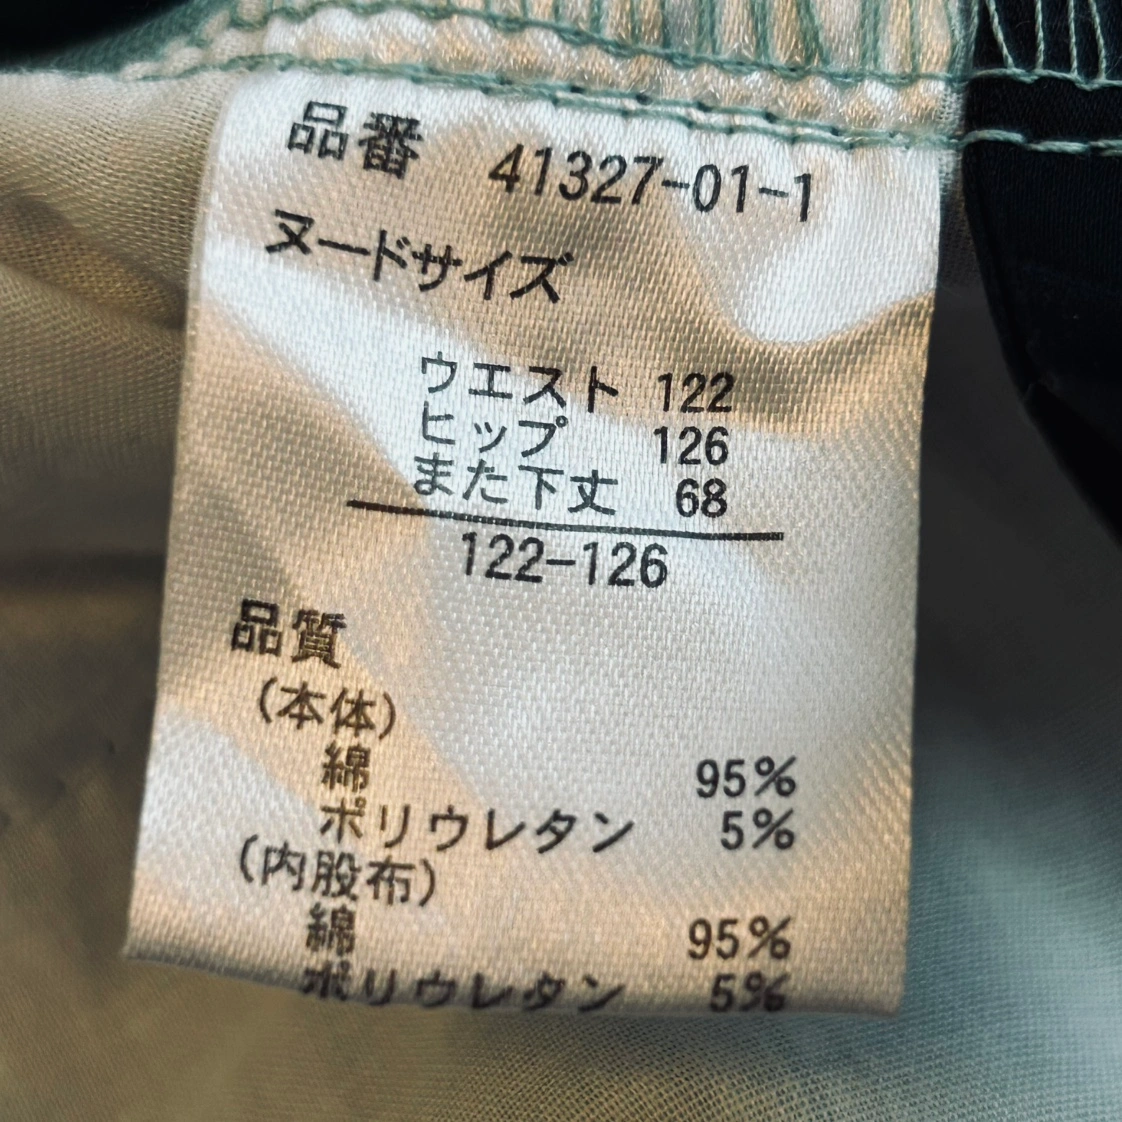 品番 41327-01-1
ヌードサイズ
ウエスト 122
ヒップ 126
また下丈 68
122-126
品質
(本体)
綿 95%
ポリウレタン 5%
(内股布)
綿 95%
ポリウレタン 5%